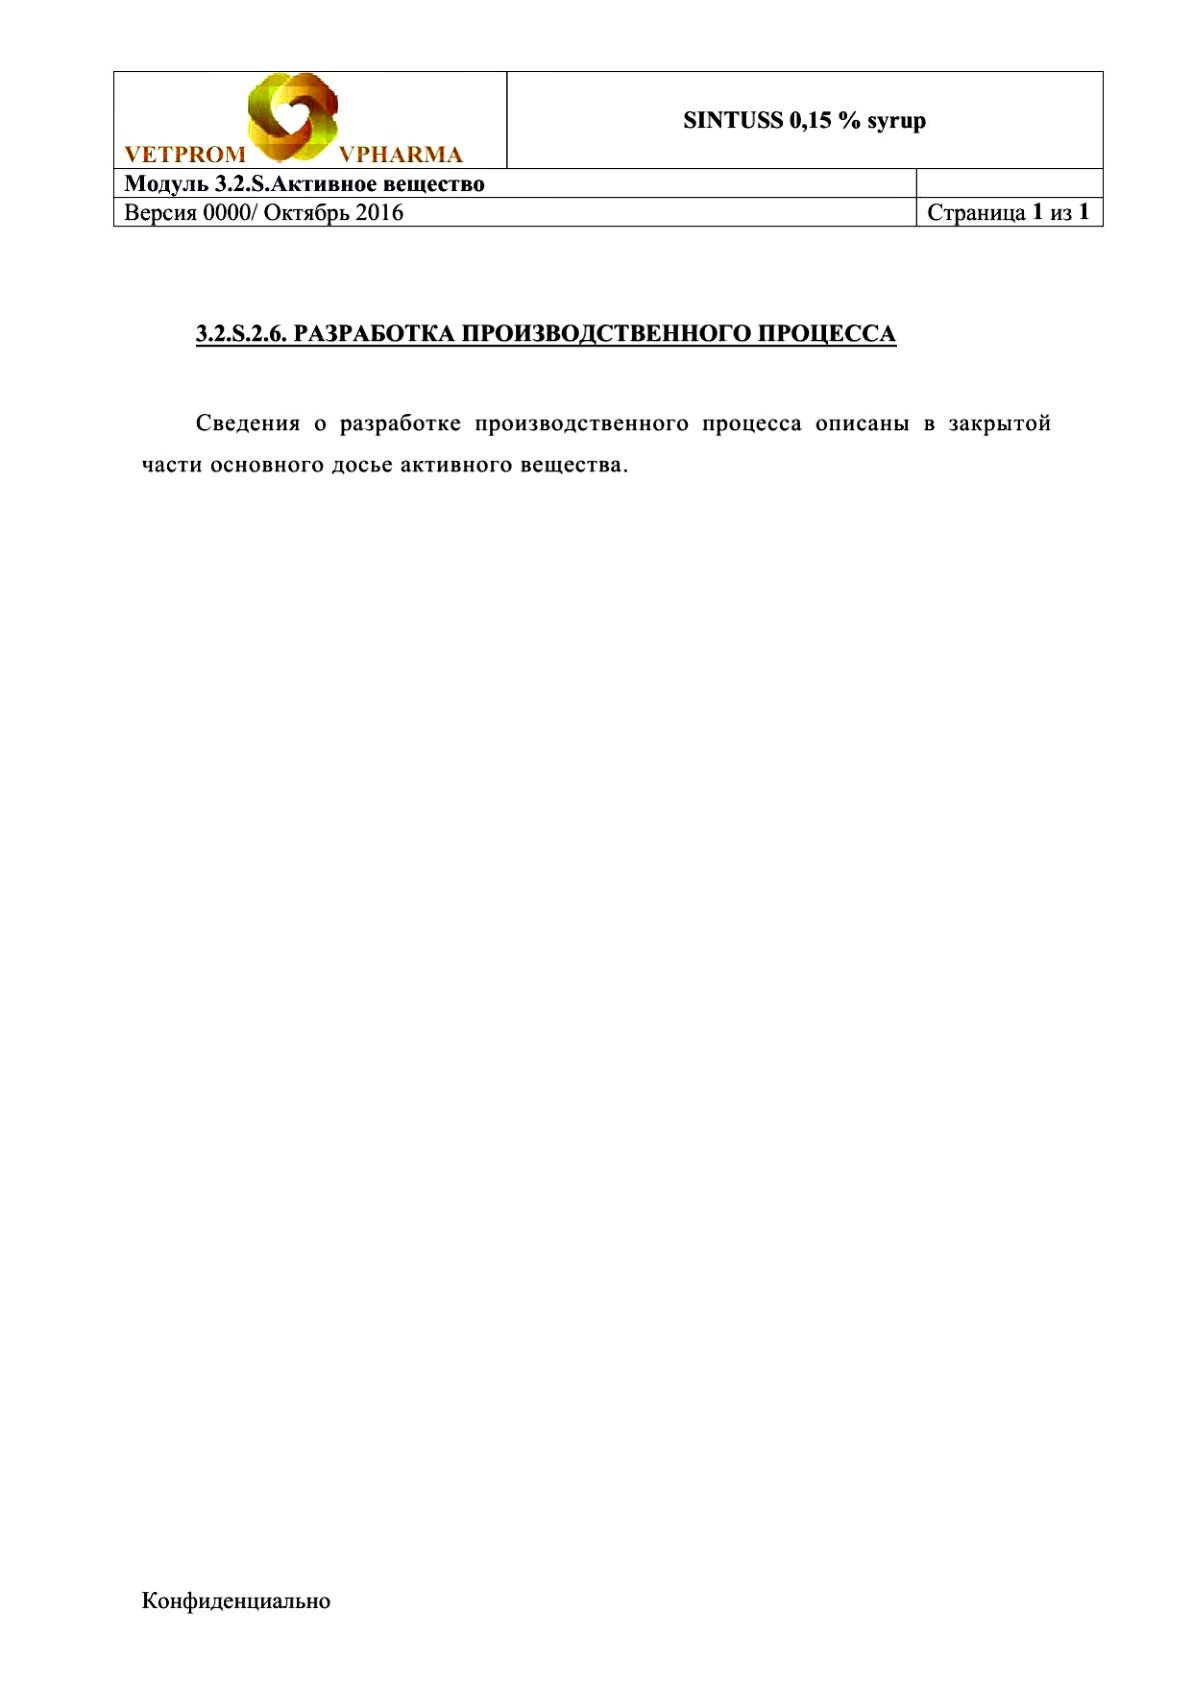 VETPROM VPHARMA
SINTUSS 0,15 % syrup
Модуль 3.2.S.Активное вещество
Версия 0000/ Октябрь 2016
Страница 1 из 1
3.2.S.2.6. РАЗРАБОТКА ПРОИЗВОДСТВЕННОГО ПРОЦЕССА
Сведения о разработке производственного процесса описаны в закрытой
части основного досье активного вещества.
Конфиденциально